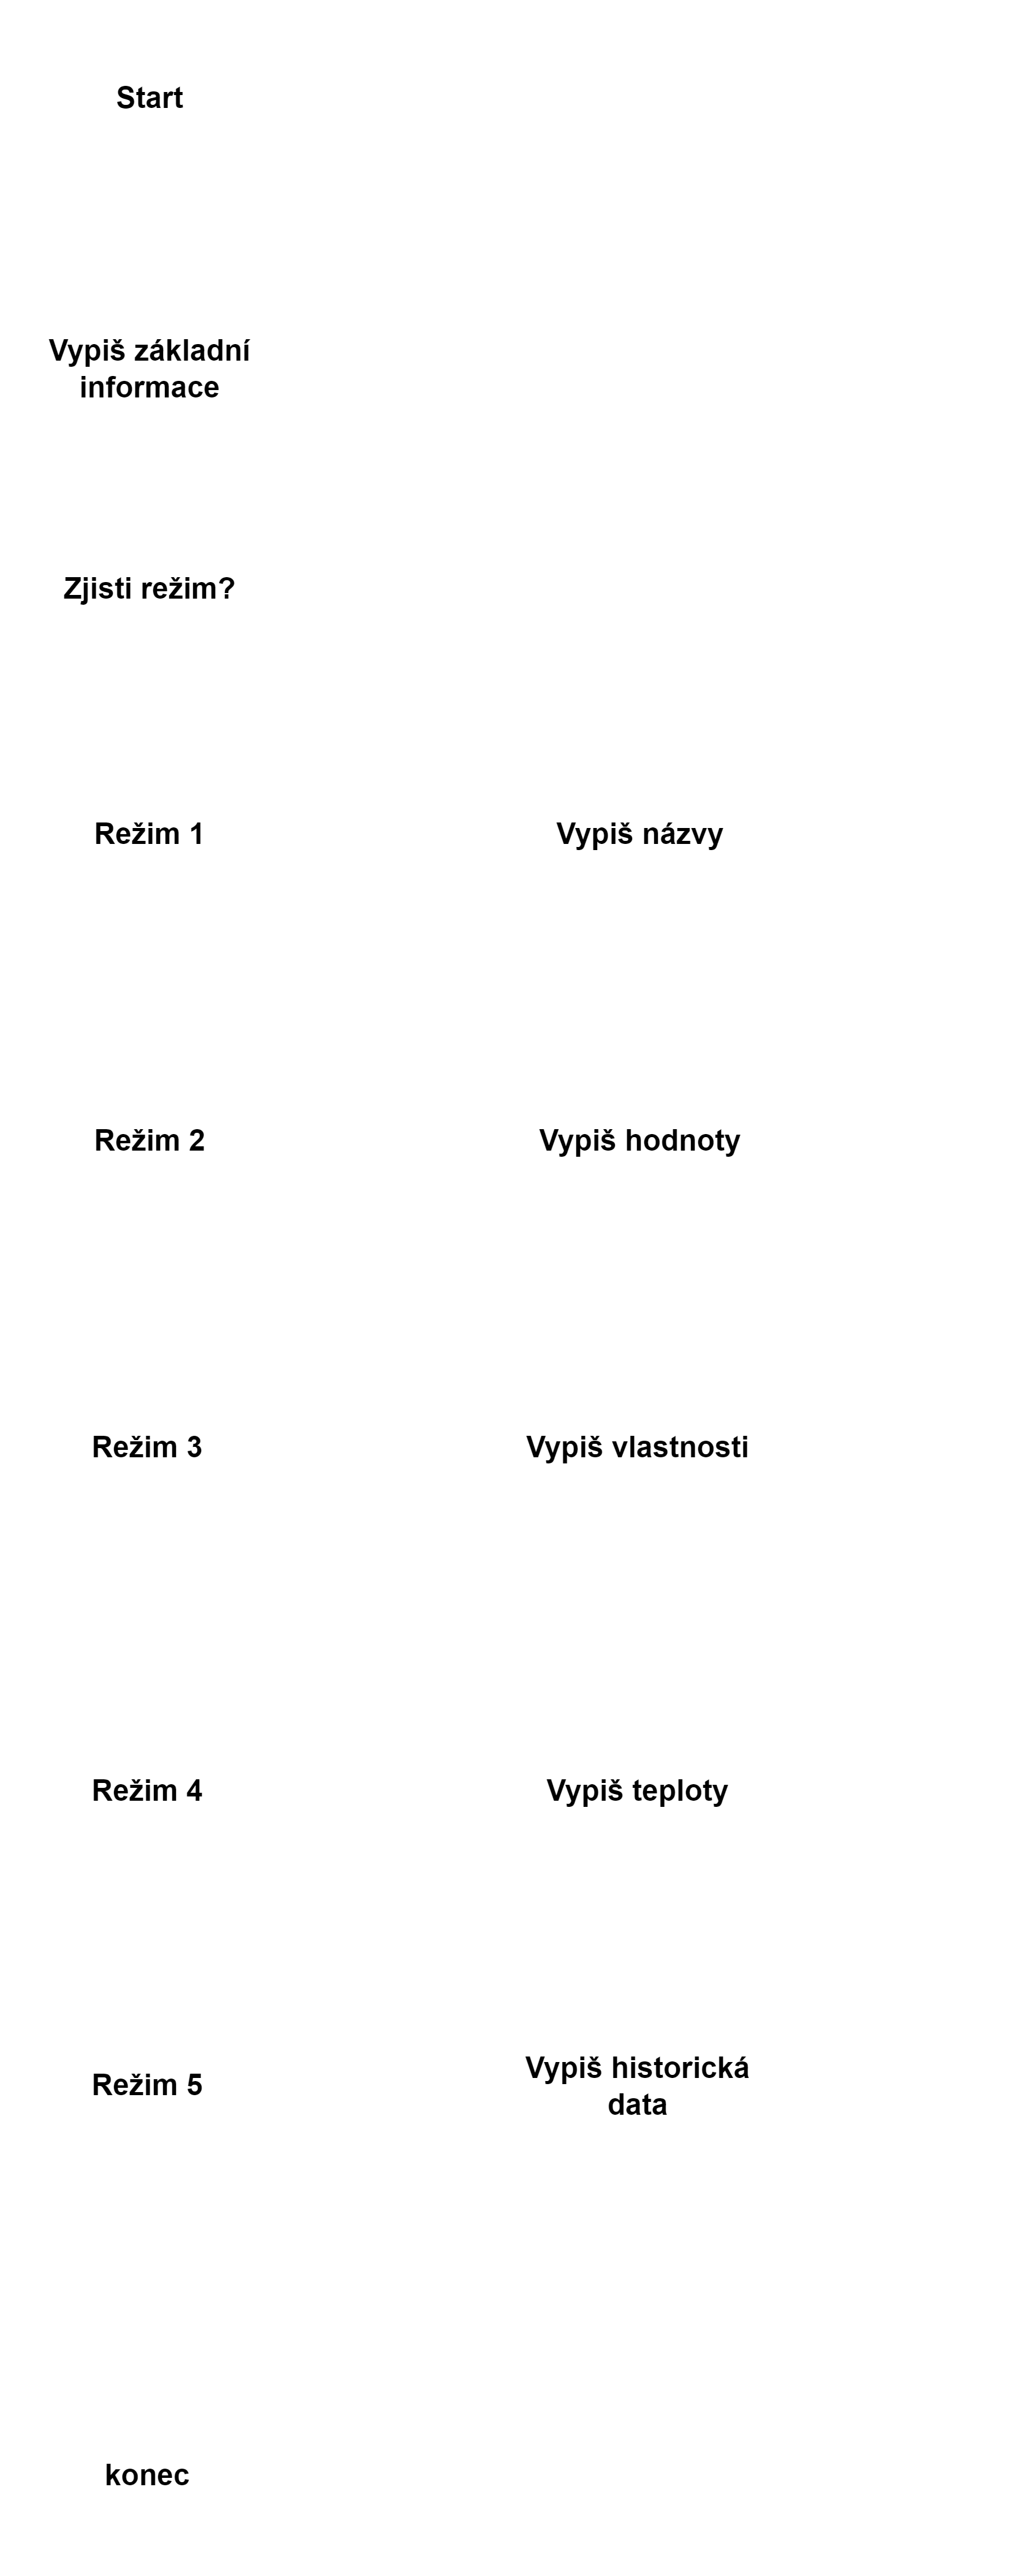 Start
Vypiš základní
informace
Zjisti režim?
Režim 1
Vypiš názvy
Režim 2
Vypiš hodnoty
Režim 3
Vypiš vlastnosti
Režim 4
Vypiš teploty
Režim 5
Vypiš historická
data
konec